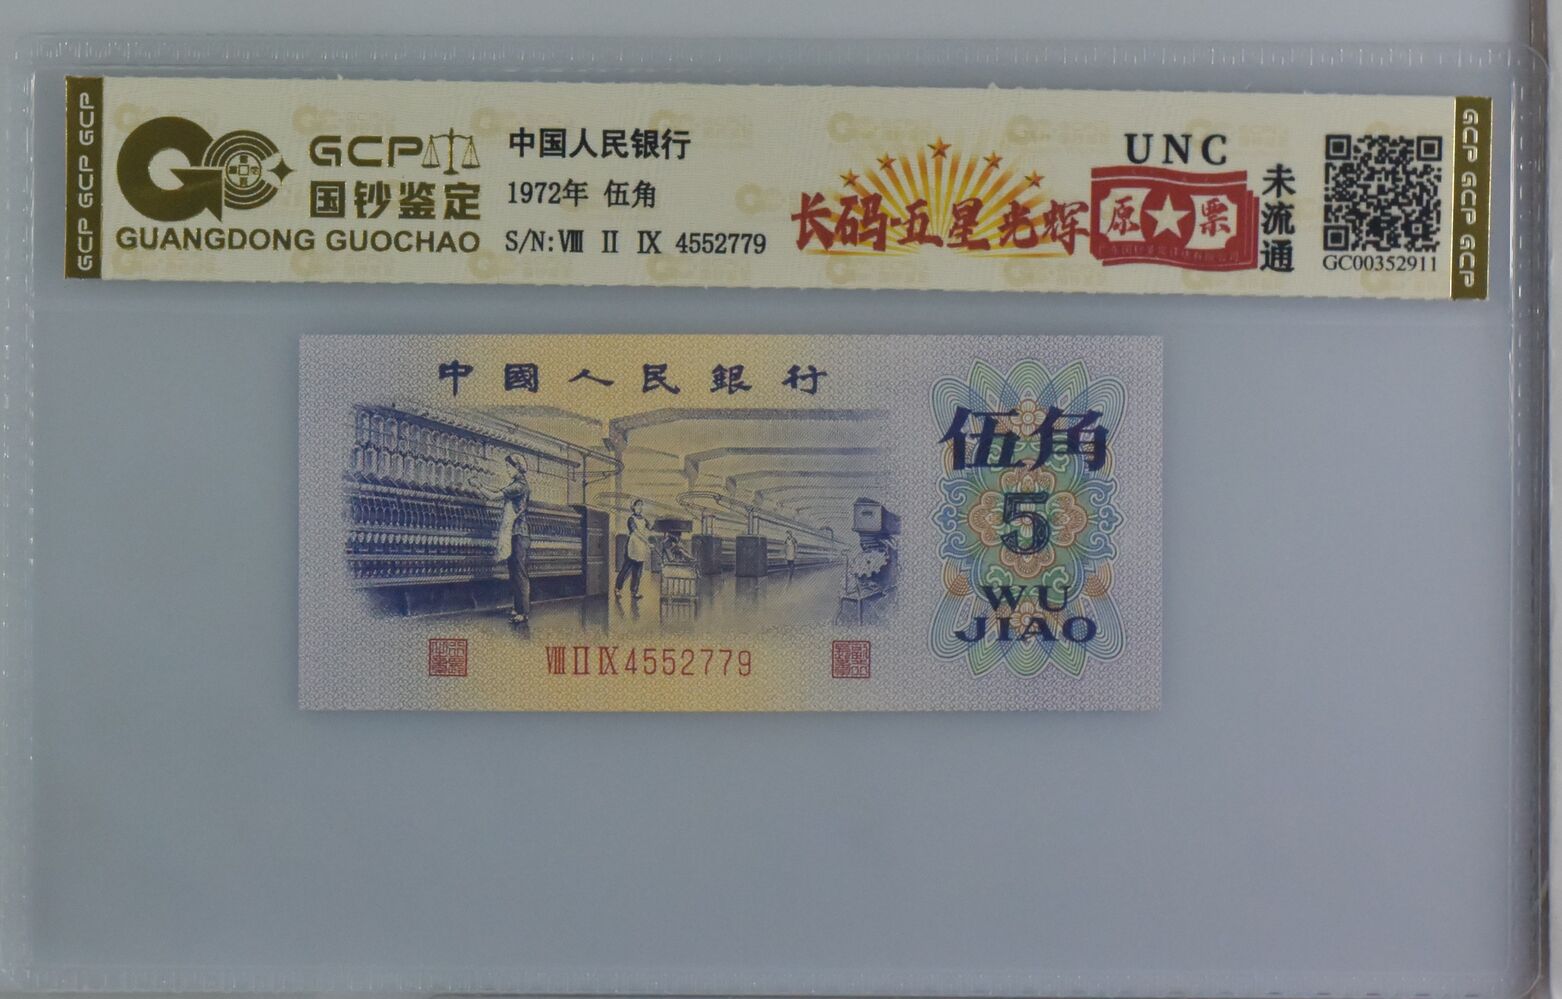 GCP GCP GCP
GCP
国钞鉴定
GUANGDONG GUOCHAO
中国人民银行
1972年 伍角
S/N:Ⅷ Ⅱ Ⅸ 4552779
长码·五星光辉
UNC
原★票
未流通
GC00352911
GCP GCP GCP
中國人民銀行
伍角
5
WU
JIAO
Ⅷ Ⅱ Ⅸ 4552779